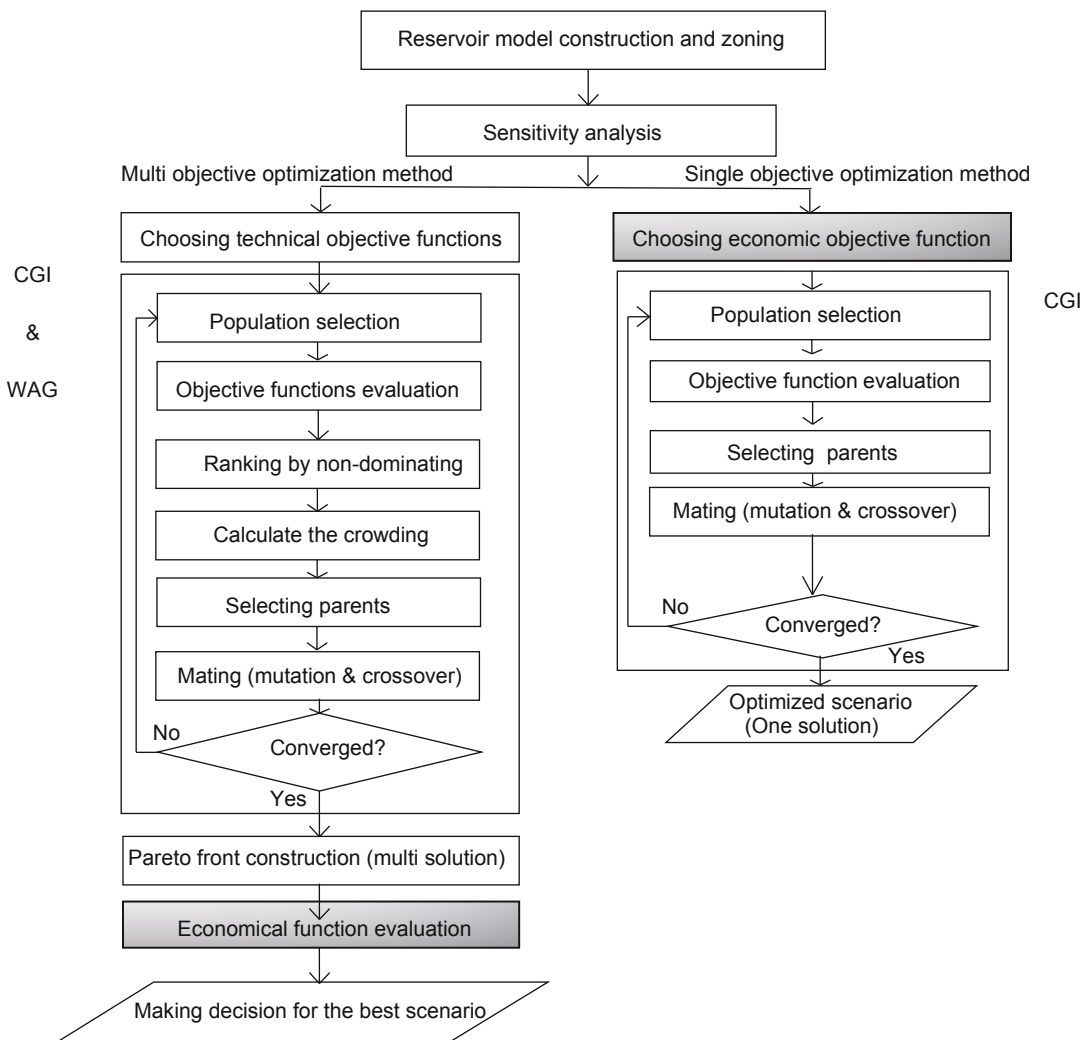 Reservoir model construction and zoning
Sensitivity analysis
Multi objective optimization method
Single objective optimization method
Choosing technical objective functions
Choosing economic objective function
CGI
&
WAG
CGI
Population selection
Objective functions evaluation
Ranking by non-dominating
Calculate the crowding
Selecting parents
Mating (mutation & crossover)
No
Converged?
Yes
Pareto front construction (multi solution)
Economical function evaluation
Making decision for the best scenario
Population selection
Objective function evaluation
Selecting parents
Mating (mutation & crossover)
No
Converged?
Yes
Optimized scenario
(One solution)